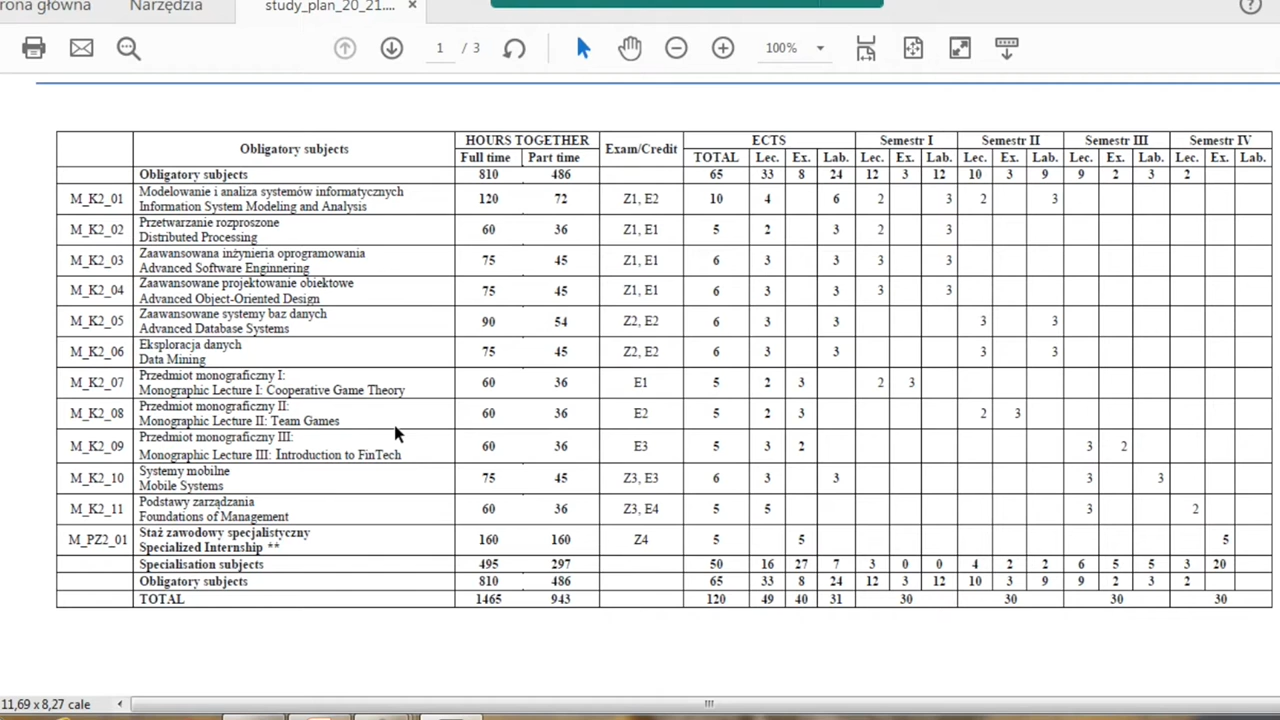 rona główna Narzędzia study_plan_20_21.... ×
1 / 3 100%
Obligatory subjects HOURS TOGETHER Exam/Credit ECTS Semestr I Semestr II Semestr III Semestr IV
Full time Part time TOTAL Lec. Ex. Lab. Lec. Ex. Lab. Lec. Ex. Lab. Lec. Ex. Lab. Lec. Ex. Lab.
Obligatory subjects 810 486 65 33 8 24 12 3 12 10 3 9 9 2 3 2
M_K2_01 Modelowanie i analiza systemów informatycznych
Information System Modeling and Analysis 120 72 Z1, E2 10 4 6 2 3 2 3
M_K2_02 Przetwarzanie rozproszone
Distributed Processing 60 36 Z1, E1 5 2 3 2 3
M_K2_03 Zaawansowana inżynieria oprogramowania
Advanced Software Enginnering 75 45 Z1, E1 6 3 3 3 3
M_K2_04 Zaawansowane projektowanie obiektowe
Advanced Object-Oriented Design 75 45 Z1, E1 6 3 3 3 3
M_K2_05 Zaawansowane systemy baz danych
Advanced Database Systems 90 54 Z2, E2 6 3 3 3 3
M_K2_06 Eksploracja danych
Data Mining 75 45 Z2, E2 6 3 3 3 3
M_K2_07 Przedmiot monograficzny I:
Monographic Lecture I: Cooperative Game Theory 60 36 E1 5 2 3 2 3
M_K2_08 Przedmiot monograficzny II:
Monographic Lecture II: Team Games 60 36 E2 5 2 3 2 3
M_K2_09 Przedmiot monograficzny III:
Monographic Lecture III: Introduction to FinTech 60 36 E3 5 3 2 3 2
M_K2_10 Systemy mobilne
Mobile Systems 75 45 Z3, E3 6 3 3 3 3
M_K2_11 Podstawy zarządzania
Foundations of Management 60 36 Z3, E4 5 5 3 2
M_PZ2_01 Staż zawodowy specjalistyczny
Specialized Internship ** 160 160 Z4 5 5 5
Specialisation subjects 495 297 50 16 27 7 3 0 0 4 2 2 6 5 5 3 20
Obligatory subjects 810 486 65 33 8 24 12 3 12 10 3 9 9 2 3 2
TOTAL 1465 943 120 49 40 31 30 30 30 30
11,69 x 8,27 cale